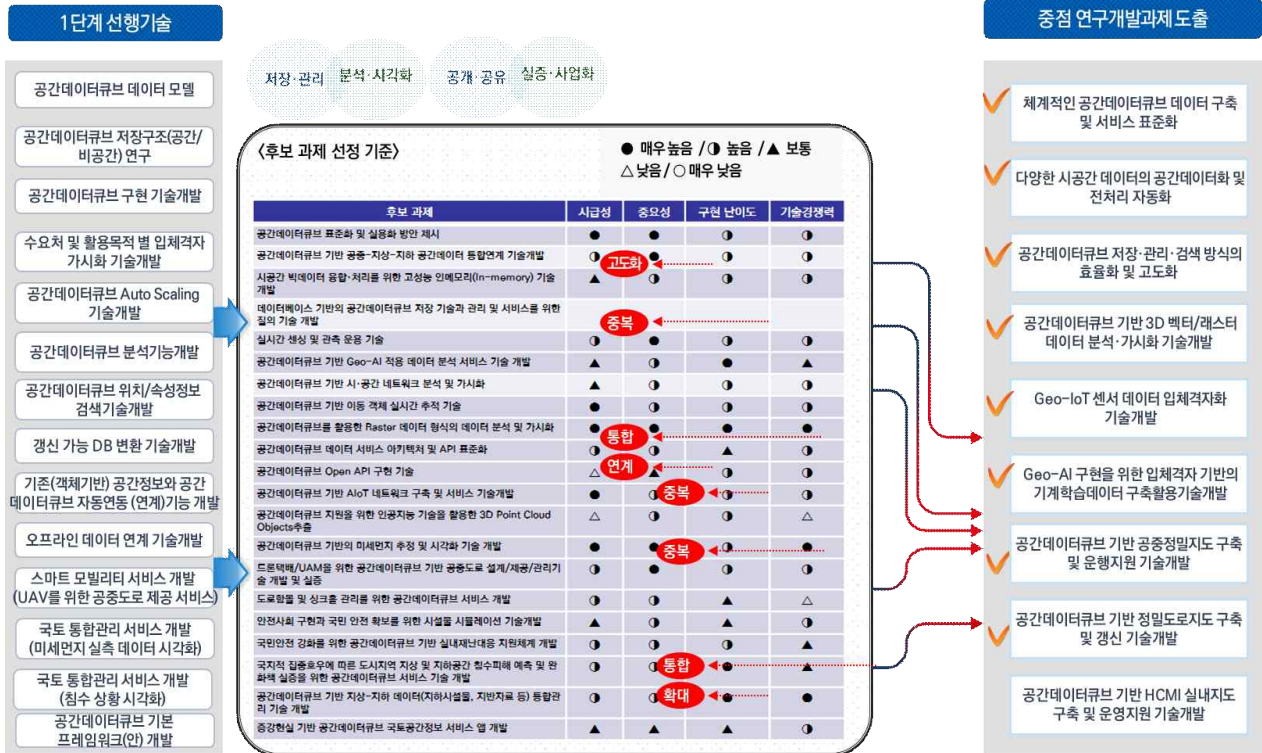 1단계 선행기술
공간데이터큐브 데이터 모델
공간데이터큐브 저장구조(공간/
비공간) 연구
공간데이터큐브 구현 기술개발
수요처 및 활용목적 별 입체격자
가시화 기술개발
공간데이터큐브 Auto Scaling
기술개발
공간데이터큐브 분석기능개발
공간데이터큐브 위치/속성정보
검색기술개발
갱신 가능 DB 변환 기술개발
기존(객체기반) 공간정보와 공간
데이터큐브 자동연동 (연계)기능 개발
오프라인 데이터 연계 기술개발
스마트 모빌리티 서비스 개발
(UAV를 위한 공중도로 제공 서비스)
국토 통합관리 서비스 개발
(미세먼지 실측 데이터 시각화)
국토 통합관리 서비스 개발
(침수 상황 시각화)
공간데이터큐브 기본
프레임워크(안) 개발
저장·관리 분석·시각화 공개·공유 실증·사업화
<후보 과제 선정 기준>
● 매우높음 /◑ 높음 /▲ 보통
△ 낮음 / ○ 매우 낮음
후보 과제 시급성 중요성 구현 난이도 기술경쟁력
공간데이터큐브 표준화 및 실용화 방안 제시 ● ● ◑ ◑
공간데이터큐브 기반 공중-지상-지하 공간데이터 통합연계 기술개발 ◑ ● ◑ ◑
고도화
시공간 빅데이터 융합·처리를 위한 고성능 인메모리(In-memory) 기술
개발 ▲ ◑ ◑ ◑
데이터베이스 기반의 공간데이터큐브 저장 기술과 관리 및 서비스를 위한
질의 기술 개발
중복
실시간 센싱 및 관측 운용 기술 ◑ ● ◑ ◑
공간데이터큐브 기반 Geo-AI 적용 데이터 분석 서비스 기술 개발 ▲ ◑ ● ▲
공간데이터큐브 기반 시·공간 네트워크 분석 및 가시화 ▲ ◑ ◑ ◑
공간데이터큐브 기반 이동 객체 실시간 추적 기술 ● ◑ ◑ ◑
공간데이터큐브를 활용한 Raster 데이터 형식의 데이터 분석 및 가시화 ● ● ● ●
통합
공간데이터큐브 데이터 서비스 아키텍처 및 API 표준화 ◑ ◑ ▲ ◑
공간데이터큐브 Open API 구현 기술 △ ▲ ◑ ◑
연계
공간데이터큐브 기반 AIoT 네트워크 구축 및 서비스 기술개발 ● ◑ ◑ ◑
중복
공간데이터큐브 지원을 위한 인공지능 기술을 활용한 3D Point Cloud
Objects추출 △ ◑ ◑ △
공간데이터큐브 기반의 미세먼지 추정 및 시각화 기술 개발 ● ● ◑ ●
중복
드론택배/UAM을 위한 공간데이터큐브 기반 공중도로 설계/제공/관리기
술 개발 및 실증 ◑ ● ◑ ◑
도로함몰 및 싱크홀 관리를 위한 공간데이터큐브 서비스 개발 ◑ ◑ ▲ △
안전사회 구현과 국민 안전 확보를 위한 시설물 시뮬레이션 기술개발 ▲ ◑ ▲ ◑
국민안전 강화를 위한 공간데이터큐브 기반 실내재난대응 지원체계 개발 ◑ ◑ ◑ ▲
국지적 집중호우에 따른 도시지역 지상 및 지하공간 침수피해 예측 및 완
화책 실증을 위한 공간데이터큐브 서비스 기술 개발 ◑ ◑ ● ▲
통합
공간데이터큐브 기반 지상-지하 데이터(지하시설물, 지반자료 등) 통합관
리 기술 개발 ◑ ◑ ● ●
확대
증강현실 기반 공간데이터큐브 국토공간정보 서비스 앱 개발 ▲ ▲ ▲ ◑
중점 연구개발과제 도출
체계적인 공간데이터큐브 데이터 구축
및 서비스 표준화
다양한 시공간 데이터의 공간데이터화 및
전처리 자동화
공간데이터큐브 저장·관리·검색 방식의
효율화 및 고도화
공간데이터큐브 기반 3D 벡터/래스터
데이터 분석·가시화 기술개발
Geo-IoT 센서 데이터 입체격자화
기술개발
Geo-AI 구현을 위한 입체격자 기반의
기계학습데이터 구축활용기술개발
공간데이터큐브 기반 공중정밀지도 구축
및 운행지원 기술개발
공간데이터큐브 기반 정밀도로지도 구축
및 갱신 기술개발
공간데이터큐브 기반 HCMI 실내지도
구축 및 운영지원 기술개발